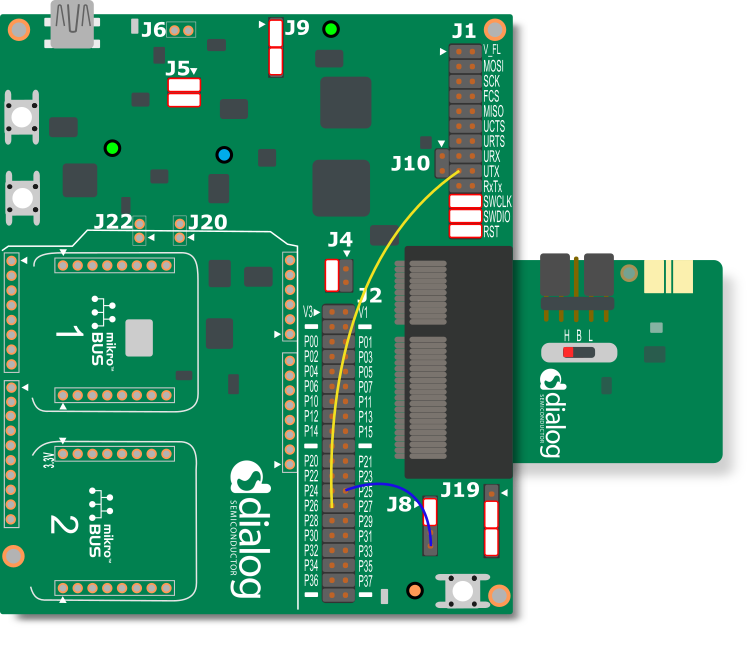 J6
J9
J1
V_FL
MOSI
SCK
FCS
MISO
UCTS
URTS
URX
UTX
RxTx
SWCLK
SWDIO
RST
J5
J10
J22
J20
J4
J2
V3
V1
P00
P01
P02
P03
P04
P05
P06
P07
P10
P11
P12
P13
P14
P15
P20
P21
P22
P23
P24
P25
P26
P27
P28
P29
P30
P31
P32
P33
P34
P35
P36
P37
1
mikro™
BUS
3.3V
2
mikro™
BUS
dialog
SEMICONDUCTOR
J8
J19
H B L
dialog
SEMICONDUCTOR